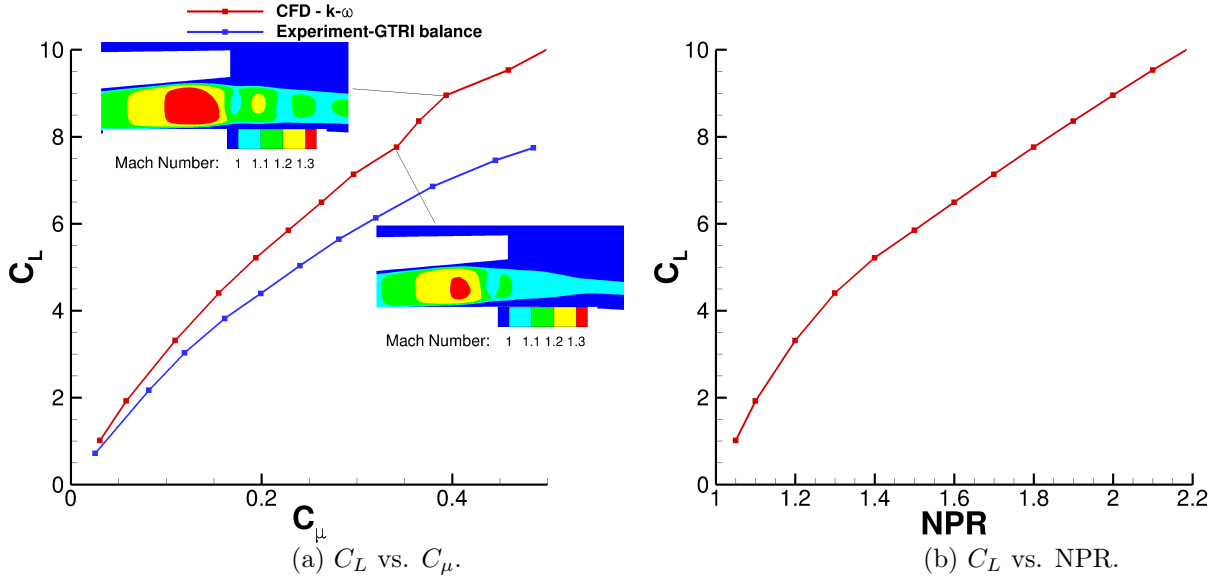 CFD - k-ω
Experiment-GTRI balance
10
8
6
4
2
0
0
0.2
0.4
C_L
C_μ
Mach Number: 1 1.1 1.2 1.3
Mach Number: 1 1.1 1.2 1.3
(a) C_L vs. C_μ.
10
8
6
4
2
0
1
1.2
1.4
1.6
1.8
2
2.2
C_L
NPR
(b) C_L vs. NPR.